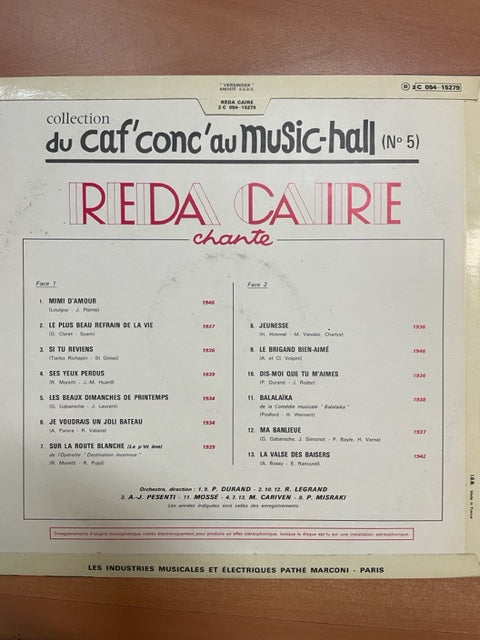 "VERSINDEX"
BREVETÉ S.G.D.G.
RÉDA CAIRE
2 C 054-15279
Ⓟ 2 C 054-15279
collection
du caf'conc'au music-hall (Nº 5)
REDA CAIRE
chante
Face 1
1. MIMI D'AMOUR 1946
(Louiguy - J. Plante)
2. LE PLUS BEAU REFRAIN DE LA VIE 1937
(G. Claret - Syam)
3. SI TU REVIENS 1936
(Tiarko Richepin - St Giniez)
4. SES YEUX PERDUS 1939
(R. Moretti - J.-M. Huard)
5. LES BEAUX DIMANCHES DE PRINTEMPS 1934
(G. Gabaroche - J. Laurent)
6. JE VOUDRAIS UN JOLI BATEAU 1934
(A. Parera - R. Valaire)
7. SUR LA ROUTE BLANCHE (Le p'tit âne) 1939
de l'Opérette "Destination inconnue"
(R. Moretti - R. Pujol)
Face 2
8. JEUNESSE 1936
(H. Himmel - M. Vandair, Charlys)
9. LE BRIGAND BIEN-AIMÉ 1946
(A. et Cl. Volpin)
10. DIS-MOI QUE TU M'AIMES 1936
(P. Durand - J. Rodor)
11. BALALAÏKA 1938
de la Comédie musicale "Balalaïka"
(Posford - H. Wernert)
12. MA BANLIEUE 1937
(G. Gabaroche, J. Simonot - P. Bayle, H. Varna)
13. LA VALSE DES BAISERS 1942
(A. Bossy - E. Rancurel)
Orchestre, direction : 1.9. P. DURAND - 2.10.12. R. LEGRAND
3. A.-J. PESENTI - 11. MOSSÉ - 4.7.13. M. CARIVEN - 8. P. MISRAKI
Les années indiquées sont celles des enregistrements
Enregistrements d'origine monophonique traités électroniquement pour produire un effet stéréophonique, lorsque le disque est lu sur une installation stéréophonique.
LES INDUSTRIES MUSICALES ET ÉLECTRIQUES PATHÉ MARCONI - PARIS
Made in France